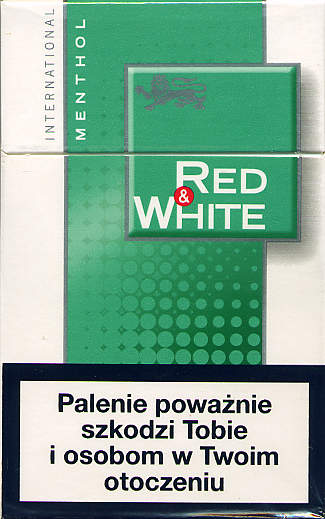 INTERNATIONAL
MENTHOL
RED
&
WHITE
Palenie poważnie
szkodzi Tobie
i osobom w Twoim
otoczeniu